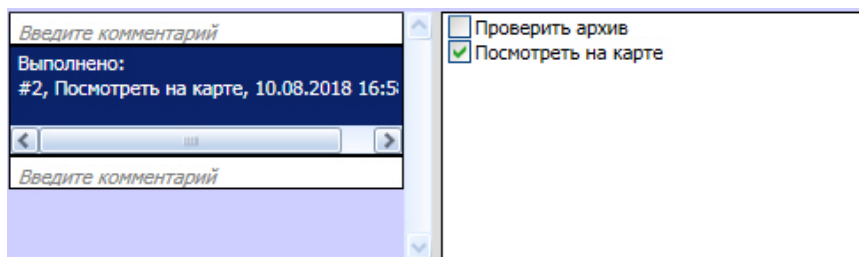 Введите комментарий
Выполнено:
#2, Посмотреть на карте, 10.08.2018 16:5
Введите комментарий
Проверить архив
Посмотреть на карте